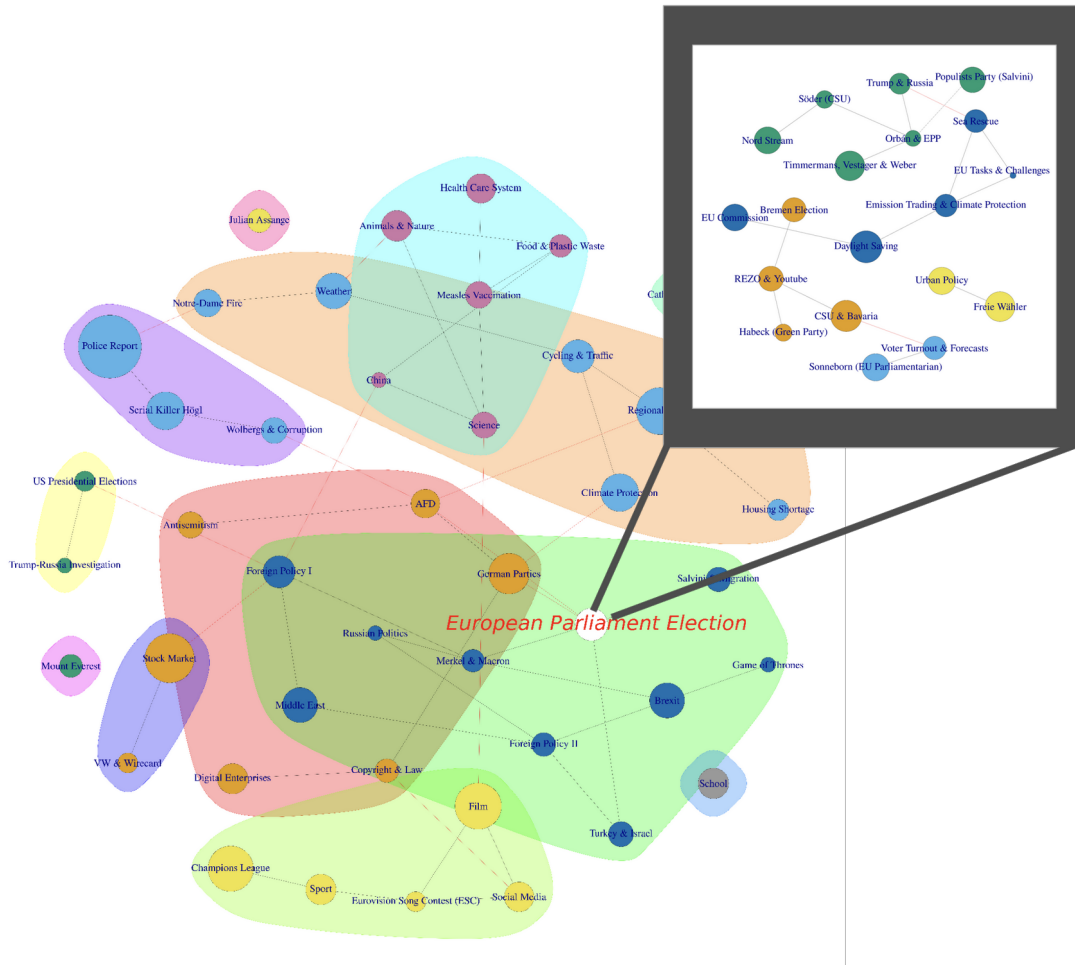 Populists Party (Salvini)
Trump & Russia
Söder (CSU)
Sea Rescue
Nord Stream
Orbán & EPP
Timmermans, Vestager & Weber
EU Tasks & Challenges
Bremen Election
Emission Trading & Climate Protection
EU Commission
Daylight Saving
REZO & Youtube
Urban Policy
CSU & Bavaria
Freie Wähler
Habeck (Green Party)
Voter Turnout & Forecasts
Sonneborn (EU Parliamentarian)
Health Care System
Julian Assange
Animals & Nature
Food & Plastic Waste
Notre-Dame Fire
Weather
Measles Vaccination
Police Report
Cycling & Traffic
China
Serial Killer Högl
Regional
Wolbergs & Corruption
Science
US Presidential Elections
Climate Protection
AFD
Housing Shortage
Antisemitism
Trump-Russia Investigation
Foreign Policy I
German Parties
European Parliament Election
Russian Politics
Stock Market
Merkel & Macron
Game of Thrones
Mount Everest
Middle East
Brexit
Foreign Policy II
VW & Wirecard
Digital Enterprises
Copyright & Law
School
Film
Turkey & Israel
Champions League
Sport
Eurovision Song Contest (ESC)
Social Media